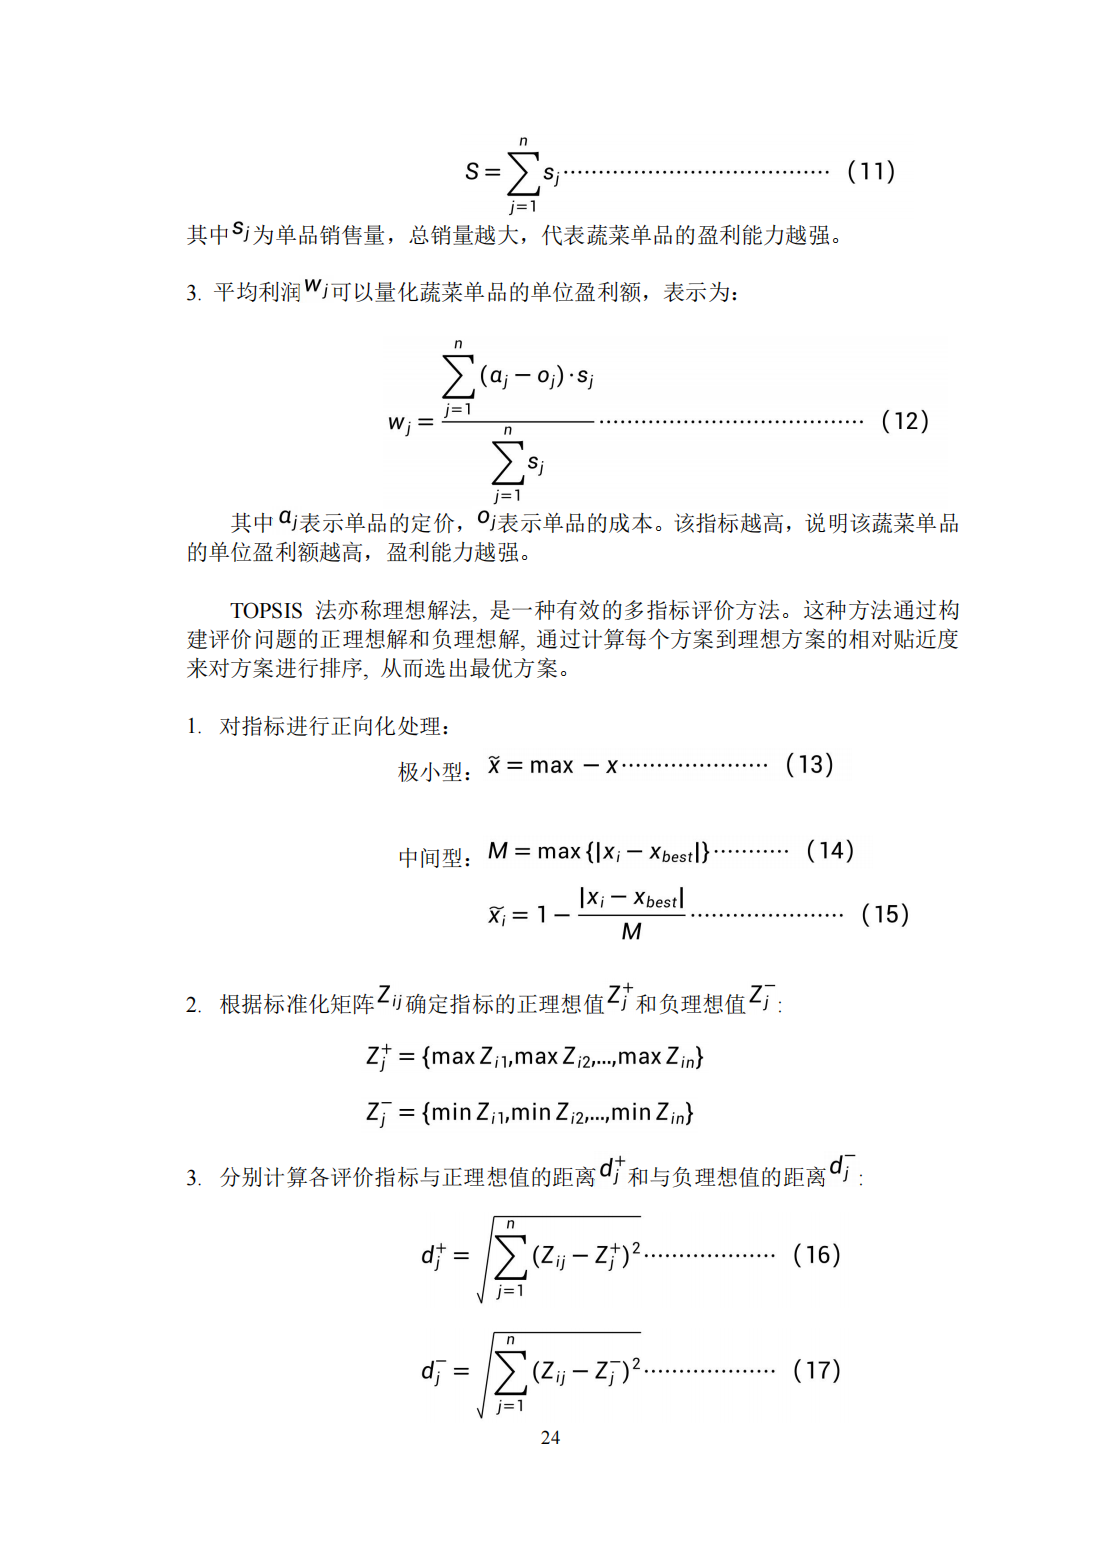 S = \sum_{j=1}^{n} s_j ······································ (11)
其中 s_j 为单品销售量，总销量越大，代表蔬菜单品的盈利能力越强。
3. 平均利润 w_j 可以量化蔬菜单品的单位盈利额，表示为：
w_j = \frac{\sum_{j=1}^{n} (a_j - o_j) \cdot s_j}{\sum_{j=1}^{n} s_j} ······································ (12)
其中 a_j 表示单品的定价，o_j 表示单品的成本。该指标越高，说明该蔬菜单品
的单位盈利额越高，盈利能力越强。
TOPSIS 法亦称理想解法, 是一种有效的多指标评价方法。这种方法通过构
建评价问题的正理想解和负理想解, 通过计算每个方案到理想方案的相对贴近度
来对方案进行排序, 从而选出最优方案。
1. 对指标进行正向化处理：
极小型： \tilde{x} = max − x ····················· (13)
中间型： M = max {|x_i − x_{best}|} ··········· (14)
\tilde{x}_i = 1 − \frac{|x_i − x_{best}|}{M} ······················ (15)
2. 根据标准化矩阵 Z_{ij} 确定指标的正理想值 Z_j^+ 和负理想值 Z_j^- :
Z_j^+ = {max Z_{i1},max Z_{i2},...,max Z_{in}}
Z_j^- = {min Z_{i1},min Z_{i2},...,min Z_{in}}
3. 分别计算各评价指标与正理想值的距离 d_j^+ 和与负理想值的距离 d_j^- :
d_j^+ = \sqrt{\sum_{j=1}^{n} (Z_{ij} − Z_j^+)^2} ··················· (16)
d_j^- = \sqrt{\sum_{j=1}^{n} (Z_{ij} − Z_j^-)^2} ··················· (17)
24